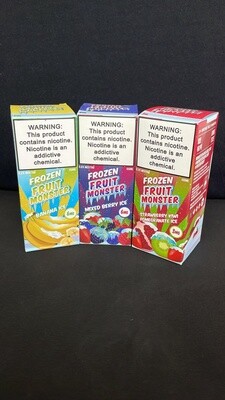 WARNING:
This product
contains nicotine.
Nicotine is an
addictive
chemical.
FROZEN
FRUIT
MONSTER
BANANA ICE
WARNING:
This product
contains nicotine.
Nicotine is an
addictive
chemical.
FROZEN
FRUIT
MONSTER
MIXED BERRY ICE
WARNING:
This product
contains nicotine.
Nicotine is an
addictive
chemical.
FROZEN
FRUIT
MONSTER
STRAWBERRY KIWI
POMEGRANATE ICE